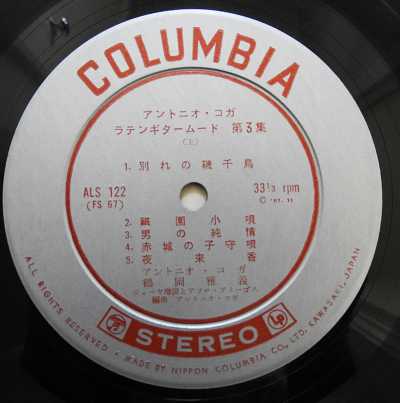 COLUMBIA
アントニオ・コガ
ラテンギタームード 第3集
(上)
1. 別れの磯千鳥
ALS 122
(FS 67)
33 1/3 rpm
2. 祇園小唄
3. 男の純情
4. 赤城の子守唄
5. 夜来香
アントニオ・コガ
鶴岡雅義
編曲 アントニオ・コガ
STEREO
LP
ALL RIGHTS RESERVED • MADE BY NIPPON COLUMBIA CO., LTD. KAWASAKI, JAPAN